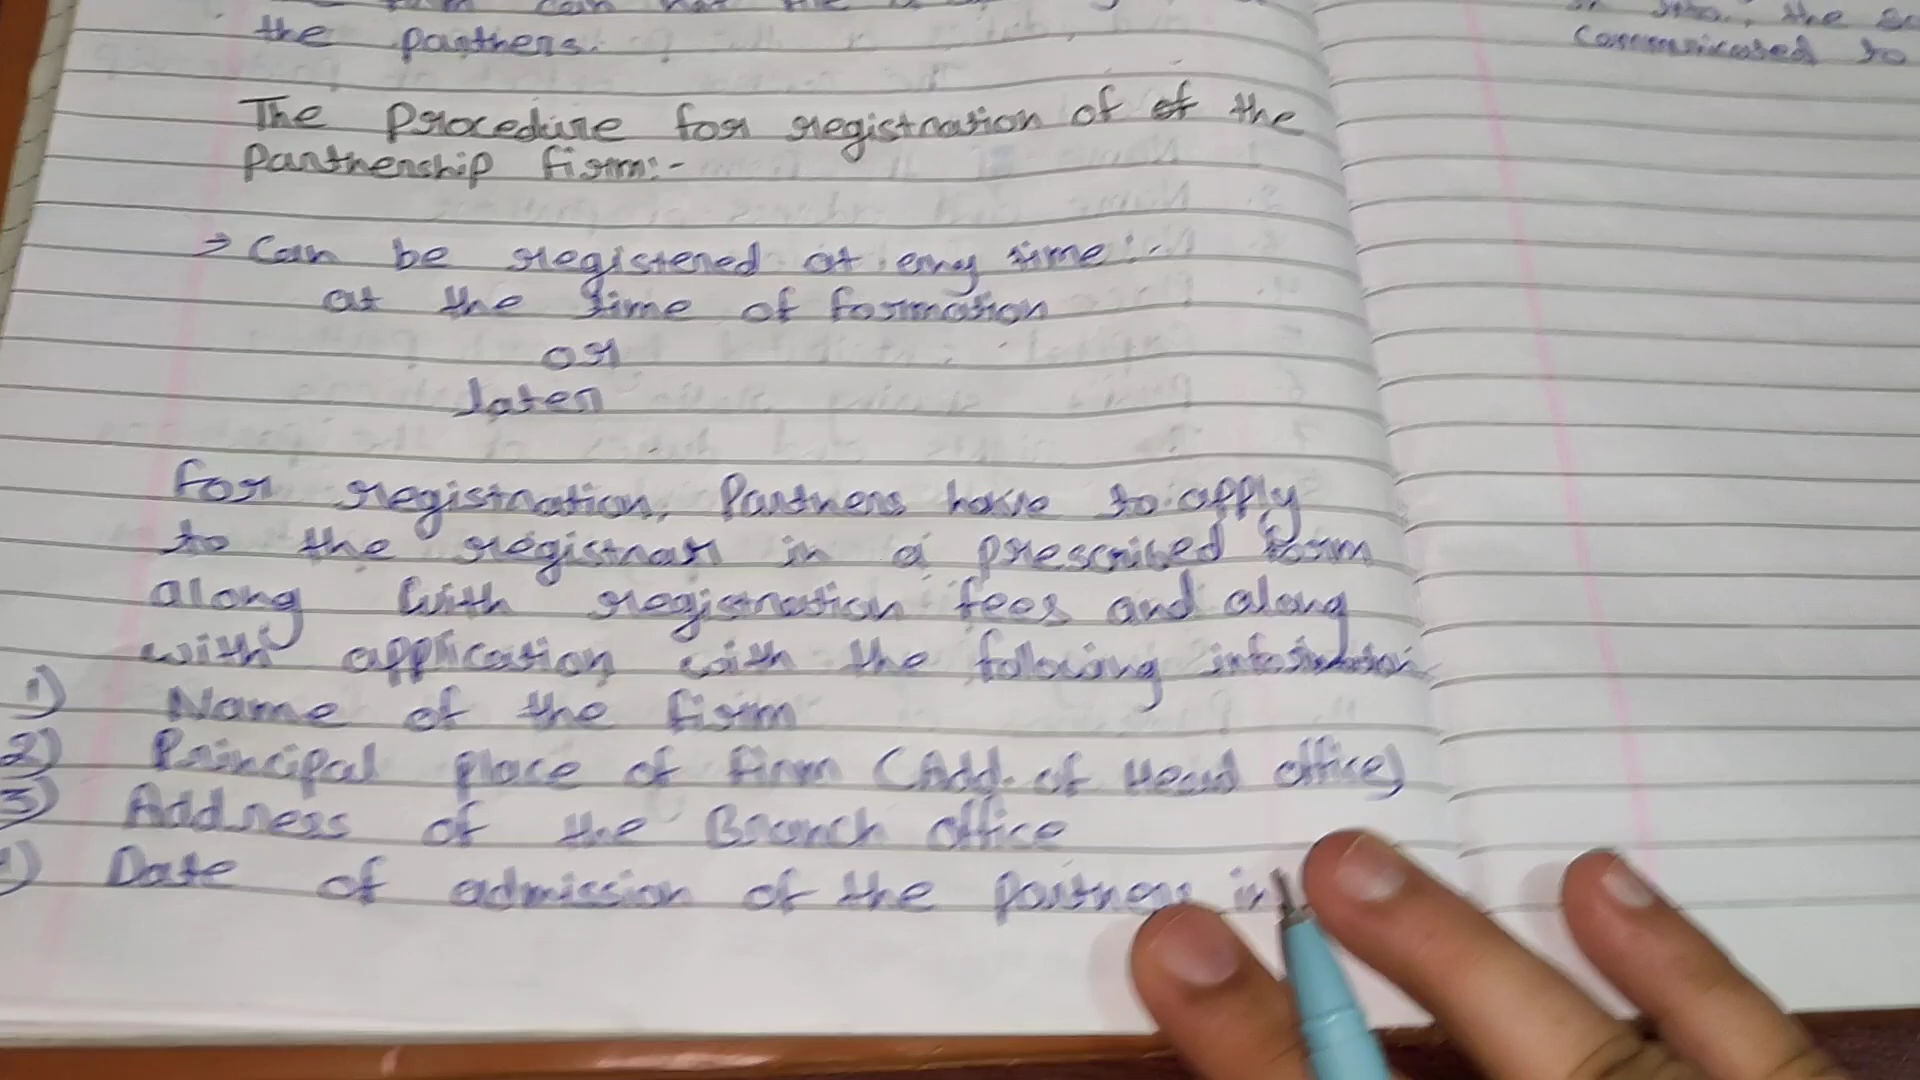 the partners.
The Procedure for registration of of the
Partnership firm:-
→ Can be registered at any time:-
at the time of formation
or
later
for registration, Partners have to apply
to the registrar in a prescribed form
along with registration fees and along
with application with the following information
1) Name of the firm
2) Principal place of firm (Add. of Head office)
3) Address of the Branch office
4) Date of admission of the partners in
the
Communicated to